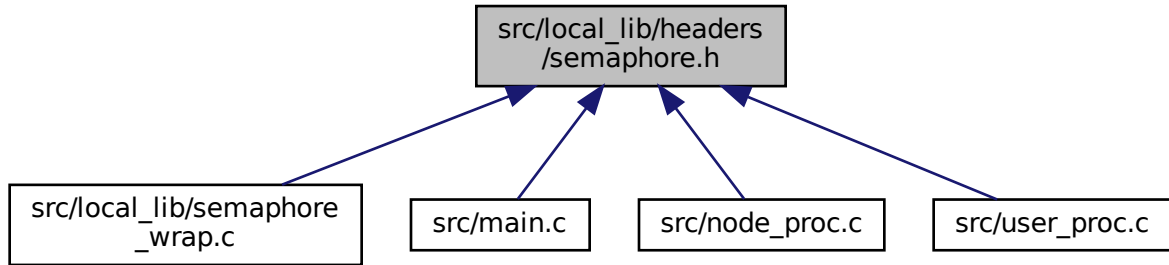 src/local_lib/headers
/semaphore.h
src/local_lib/semaphore
_wrap.c
src/main.c
src/node_proc.c
src/user_proc.c